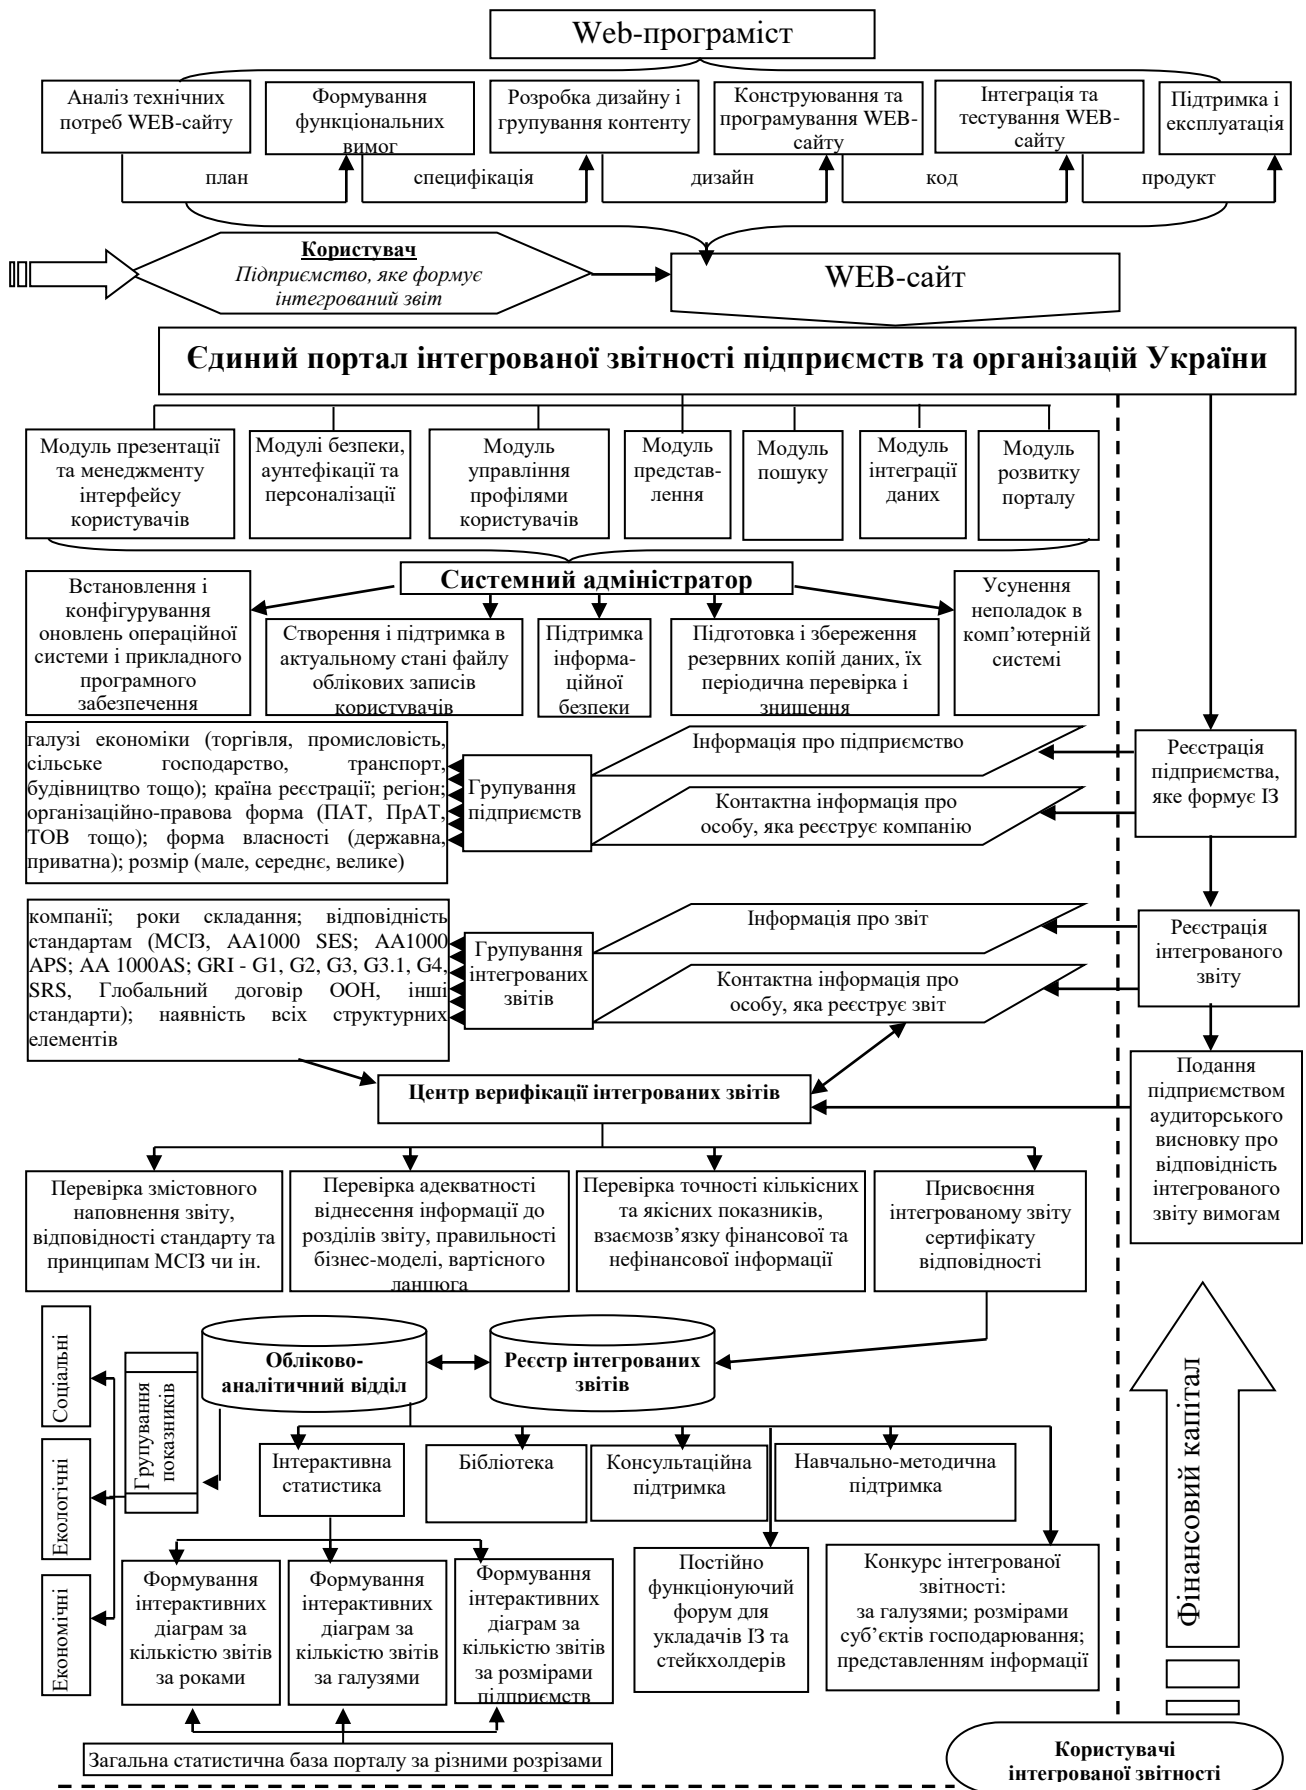 Web-програміст
Аналіз технічних
потреб WEB-сайту
Формування
функціональних
вимог
Розробка дизайну і
групування контенту
Конструювання та
програмування WEB-
сайту
Інтеграція та
тестування WEB-
сайту
Підтримка і
експлуатація
план
специфікація
дизайн
код
продукт
Користувач
Підприємство, яке формує
інтегрований звіт
WEB-сайт
Єдиний портал інтегрованої звітності підприємств та організацій України
Модуль презентації
та менеджменту
інтерфейсу
користувачів
Модулі безпеки,
аунтефікації та
персоналізації
Модуль
управління
профілями
користувачів
Модуль
представ-
лення
Модуль
пошуку
Модуль
інтеграції
даних
Модуль
розвитку
порталу
Системний адміністратор
Встановлення і
конфігурування
оновлень операційної
системи і прикладного
програмного
забезпечення
Створення і підтримка в
актуальному стані файлу
облікових записів
користувачів
Підтримка
інформа-
ційної
безпеки
Підготовка і збереження
резервних копій даних, їх
періодична перевірка і
знищення
Усунення
неполадок в
комп’ютерній
системі
галузі економіки (торгівля, промисловість,
сільське господарство, транспорт,
будівництво тощо); країна реєстрації; регіон;
організаційно-правова форма (ПАТ, ПрАТ,
ТОВ тощо); форма власності (державна,
приватна); розмір (мале, середнє, велике)
Групування
підприємств
Інформація про підприємство
Контактна інформація про
особу, яка реєструє компанію
Реєстрація
підприємства,
яке формує ІЗ
компанії; роки складання; відповідність
стандартам (МСІЗ, AA1000 SES; AA1000
APS; AA 1000AS; GRI - G1, G2, G3, G3.1, G4,
SRS, Глобальний договір ООН, інші
стандарти); наявність всіх структурних
елементів
Групування
інтегрованих
звітів
Інформація про звіт
Контактна інформація про
особу, яка реєструє звіт
Реєстрація
інтегрованого
звіту
Центр верифікації інтегрованих звітів
Подання
підприємством
аудиторського
висновку про
відповідність
інтегрованого
звіту вимогам
Перевірка змістовного
наповнення звіту,
відповідності стандарту та
принципам МСІЗ чи ін.
Перевірка адекватності
віднесення інформації до
розділів звіту, правильності
бізнес-моделі, вартісного
ланцюга
Перевірка точності кількісних
та якісних показників,
взаємозв’язку фінансової та
нефінансової інформації
Присвоєння
інтегрованому звіту
сертифікату
відповідності
Соціальні
Екологічні
Економічні
Групування
показників
Обліково-
аналітичний відділ
Реєстр інтегрованих
звітів
Інтерактивна
статистика
Бібліотека
Консультаційна
підтримка
Навчально-методична
підтримка
Формування
інтерактивних
діаграм за
кількістю звітів
за роками
Формування
інтерактивних
діаграм за
кількістю звітів
за галузями
Формування
інтерактивних
діаграм за
кількістю звітів
за розмірами
підприємств
Постійно
функціонуючий
форум для
укладачів ІЗ та
стейкхолдерів
Конкурс інтегрованої
звітності:
за галузями; розмірами
суб’єктів господарювання;
представленням інформації
Фінансовий капітал
Загальна статистична база порталу за різними розрізами
Користувачі
інтегрованої звітності